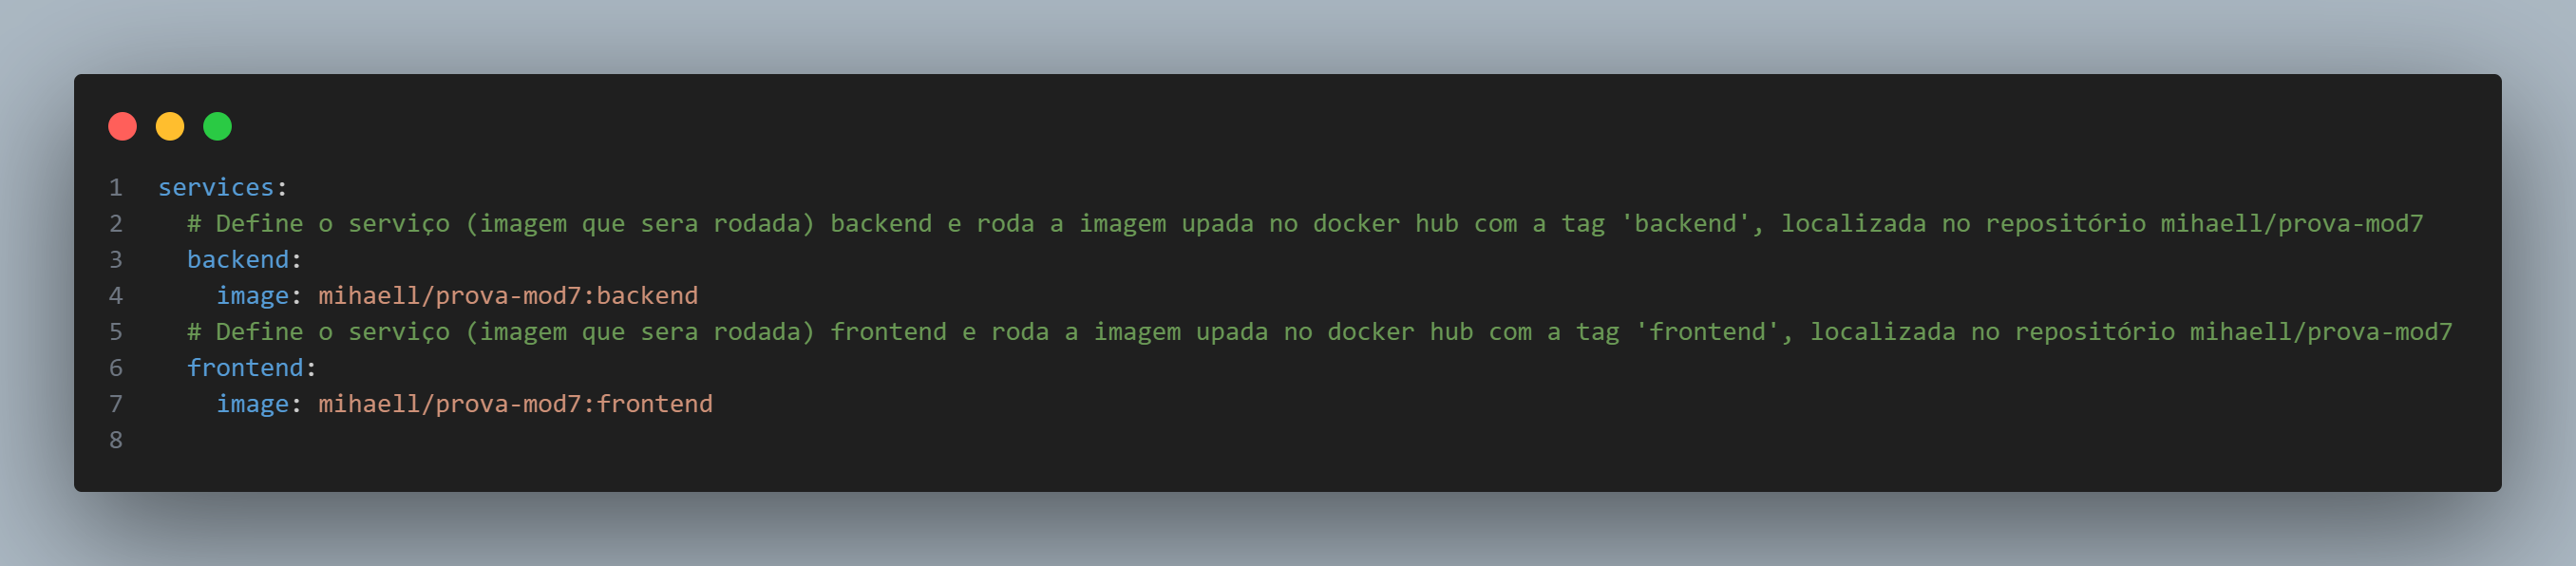 1 services:
2 # Define o serviço (imagem que sera rodada) backend e roda a imagem upada no docker hub com a tag 'backend', localizada no repositório mihaell/prova-mod7
3 backend:
4 image: mihaell/prova-mod7:backend
5 # Define o serviço (imagem que sera rodada) frontend e roda a imagem upada no docker hub com a tag 'frontend', localizada no repositório mihaell/prova-mod7
6 frontend:
7 image: mihaell/prova-mod7:frontend
8